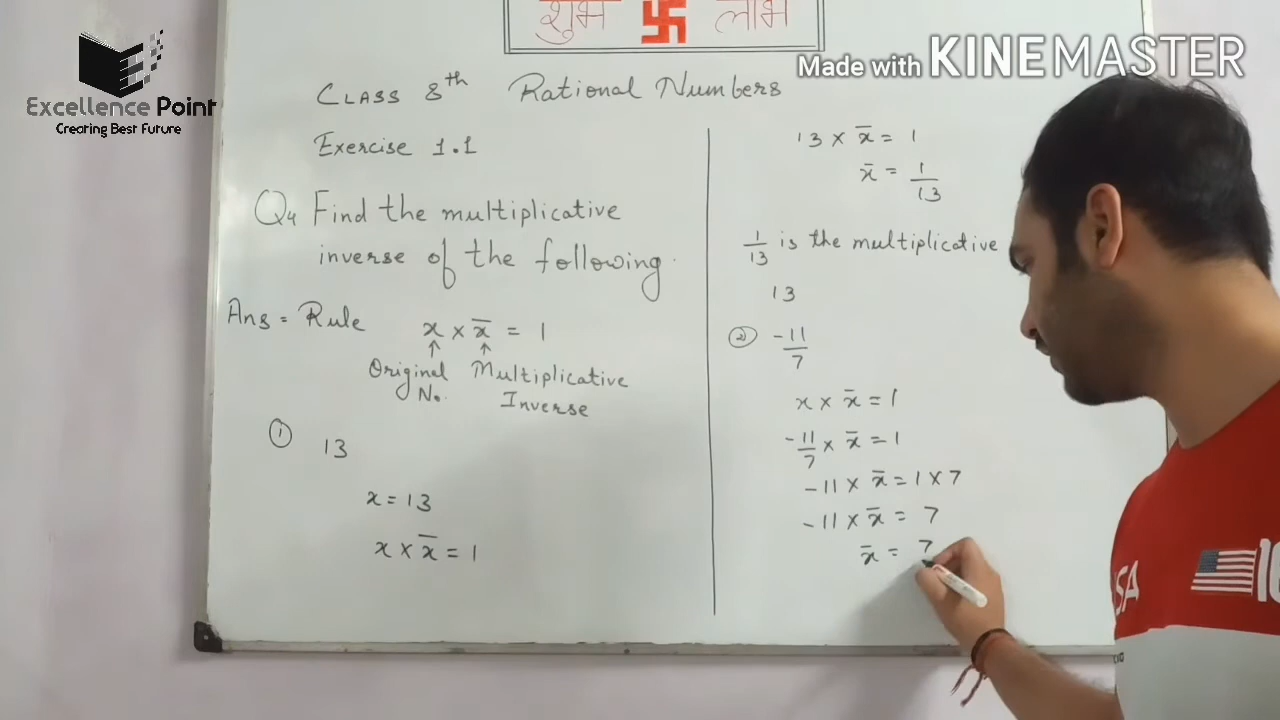 शुभ 卐 लाभ
Made with KINEMASTER
Excellence Point
Creating Best Future
CLASS 8th Rational Numbers
Exercise 1.1
Q4 Find the multiplicative
inverse of the following.
Ans = Rule x × x̄ = 1
↑ ↑
Original Multiplicative
No. Inverse
① 13
x = 13
x × x̄ = 1
13 × x̄ = 1
x̄ = 1/13
1/13 is the multiplicative
13
② -11/7
x × x̄ = 1
-11/7 × x̄ = 1
-11 × x̄ = 1 × 7
-11 × x̄ = 7
x̄ = 7